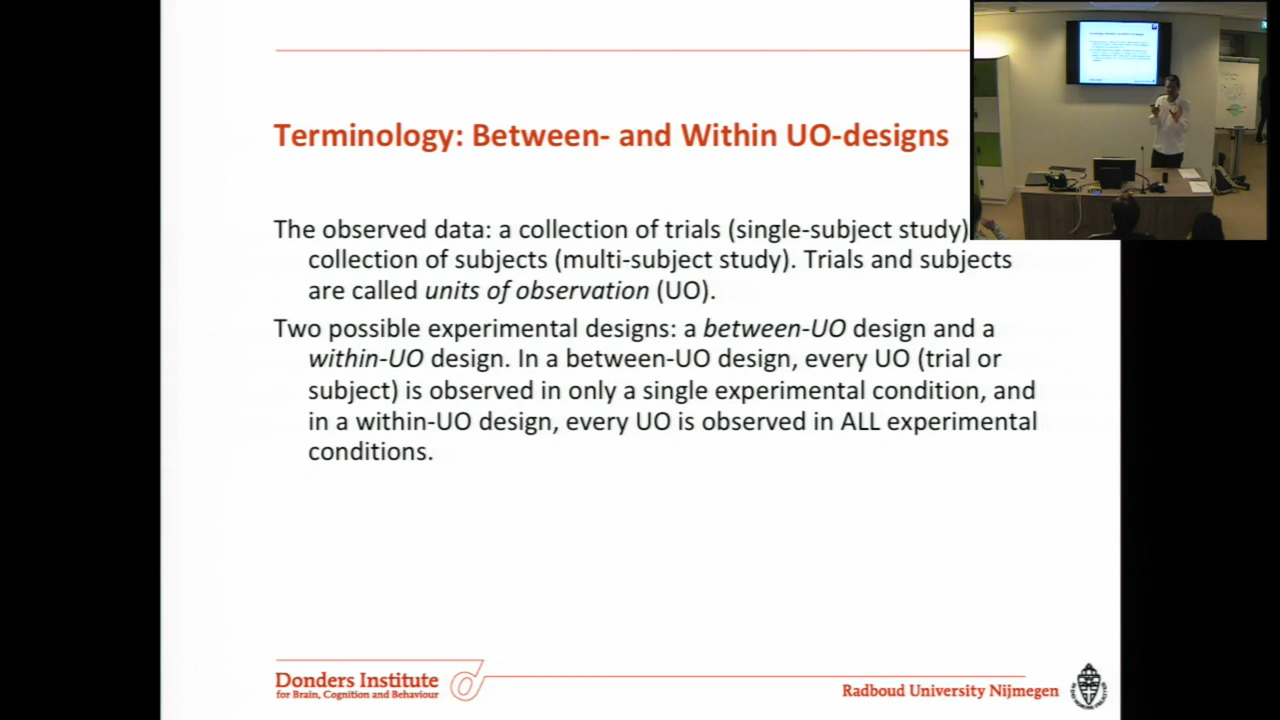 Terminology: Between- and Within UO-designs
The observed data: a collection of trials (single-subject study)
collection of subjects (multi-subject study). Trials and subjects
are called units of observation (UO).
Two possible experimental designs: a between-UO design and a
within-UO design. In a between-UO design, every UO (trial or
subject) is observed in only a single experimental condition, and
in a within-UO design, every UO is observed in ALL experimental
conditions.
Donders Institute
for Brain, Cognition and Behaviour
Radboud University Nijmegen